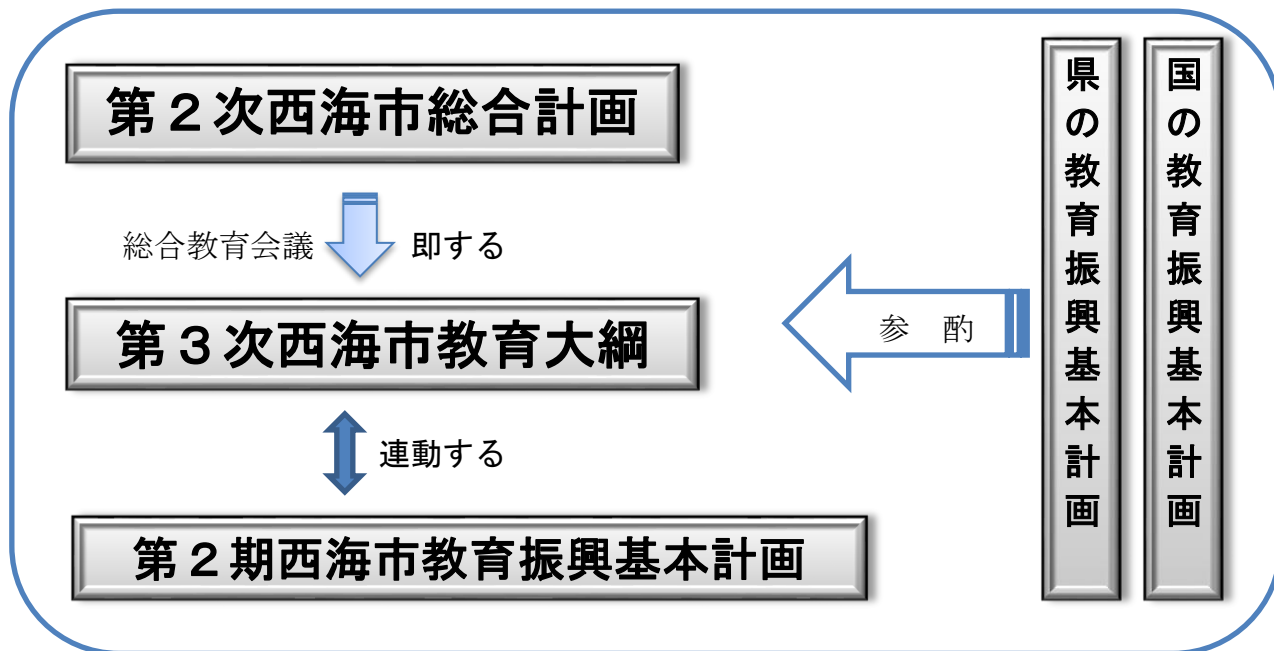 第２次西海市総合計画
総合教育会議
即する
第３次西海市教育大綱
参　酌
連動する
第２期西海市教育振興基本計画
国の教育振興基本計画
県の教育振興基本計画